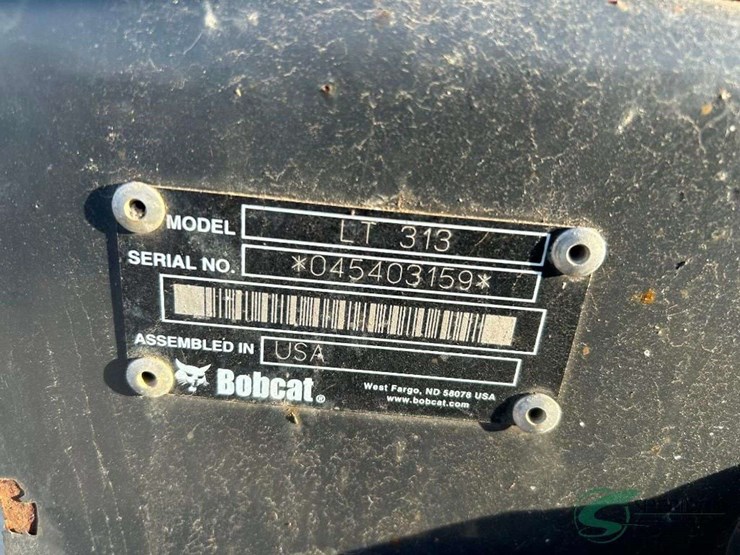 MODEL LT 313
SERIAL NO. *045403159*
ASSEMBLED IN USA
Bobcat®
West Fargo, ND 58078 USA
www.bobcat.com